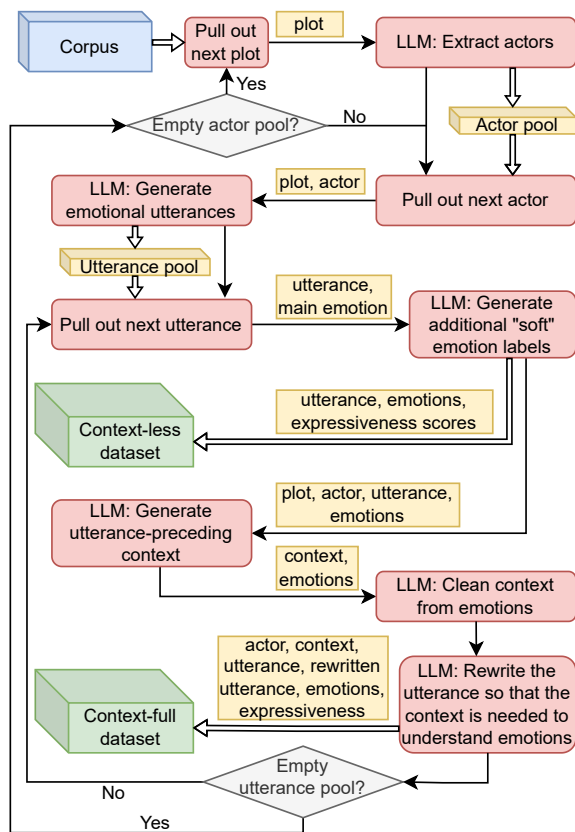 Corpus
Pull out
next plot
plot
LLM: Extract actors
Yes
Empty actor pool?
No
Actor pool
LLM: Generate
emotional utterances
plot, actor
Pull out next actor
Utterance pool
Pull out next utterance
utterance,
main emotion
LLM: Generate
additional "soft"
emotion labels
Context-less
dataset
utterance, emotions,
expressiveness scores
LLM: Generate
utterance-preceding
context
plot, actor, utterance,
emotions
context,
emotions
LLM: Clean context
from emotions
Context-full
dataset
actor, context,
utterance, rewritten
utterance, emotions,
expressiveness
LLM: Rewrite the
utterance so that the
context is needed to
understand emotions
Empty
utterance pool?
No
Yes